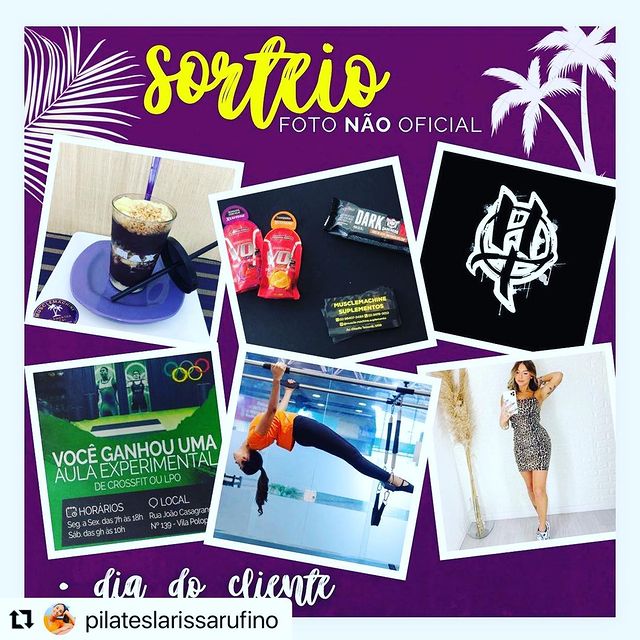 sorteio
FOTO NÃO OFICIAL
DARK
MUSCLEMACHINE
SUPLEMENTOS
MUSCLEMACHINE
VOCÊ GANHOU UMA
AULA EXPERIMENTAL
DE CROSSFIT OU LPO
HORÁRIOS
Seg. a Sex. das 7h às 18h
Sáb. das 9h às 10h
LOCAL
Rua João Casagran
Nº 139 - Vila Polop
• dia do cliente
pilateslarissarufino